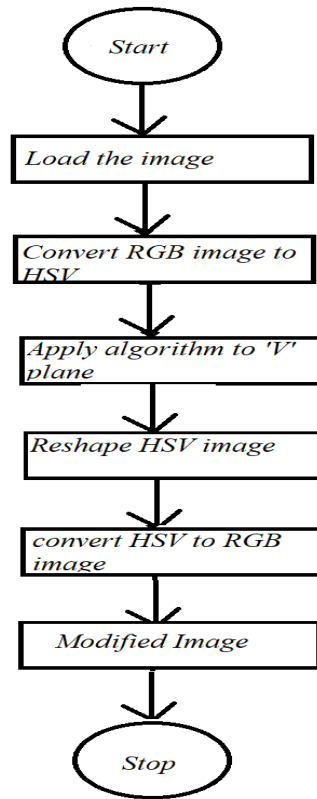 Start
Load the image
Convert RGB image to
HSV
Apply algorithm to 'V'
plane
Reshape HSV image
convert HSV to RGB
image
Modified Image
Stop